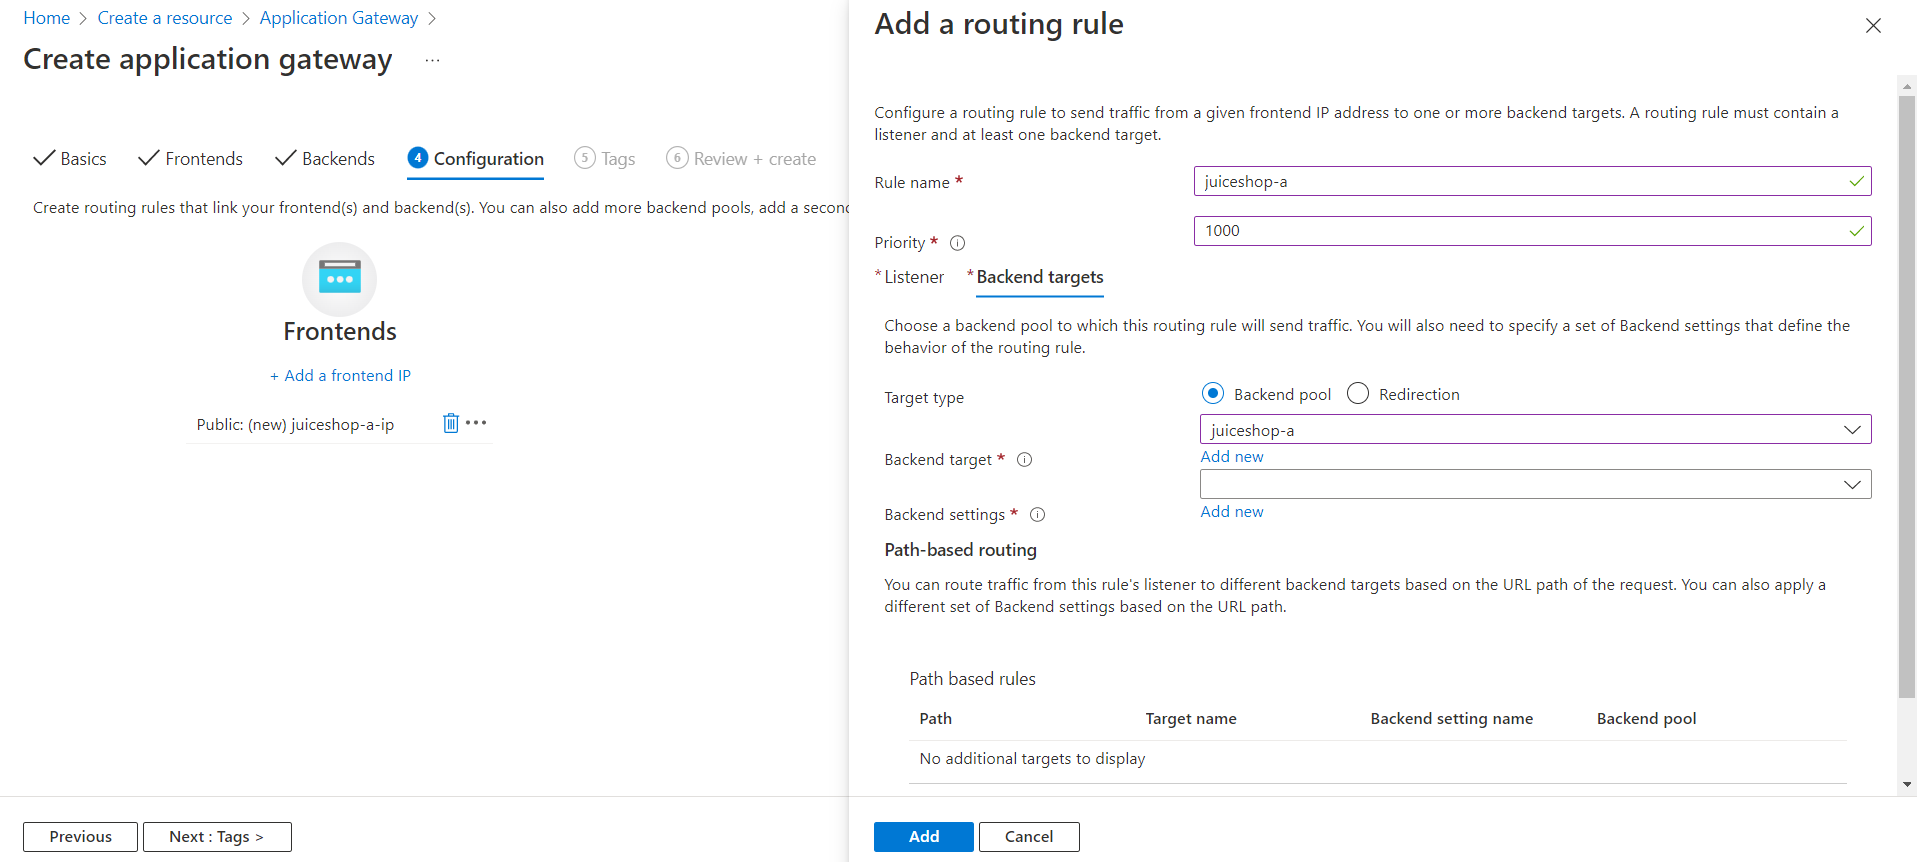 Home > Create a resource > Application Gateway >
Create application gateway ...
Basics Frontends Backends 4 Configuration 5 Tags 6 Review + create
Create routing rules that link your frontend(s) and backend(s). You can also add more backend pools, add a second
Frontends
+ Add a frontend IP
Public: (new) juiceshop-a-ip
Previous
Next : Tags >
Add a routing rule
Configure a routing rule to send traffic from a given frontend IP address to one or more backend targets. A routing rule must contain a
listener and at least one backend target.
Rule name *
juiceshop-a
Priority *
1000
* Listener * Backend targets
Choose a backend pool to which this routing rule will send traffic. You will also need to specify a set of Backend settings that define the
behavior of the routing rule.
Target type
Backend pool Redirection
juiceshop-a
Backend target *
Add new
Backend settings *
Add new
Path-based routing
You can route traffic from this rule's listener to different backend targets based on the URL path of the request. You can also apply a
different set of Backend settings based on the URL path.
Path based rules
Path Target name Backend setting name Backend pool
No additional targets to display
Add
Cancel